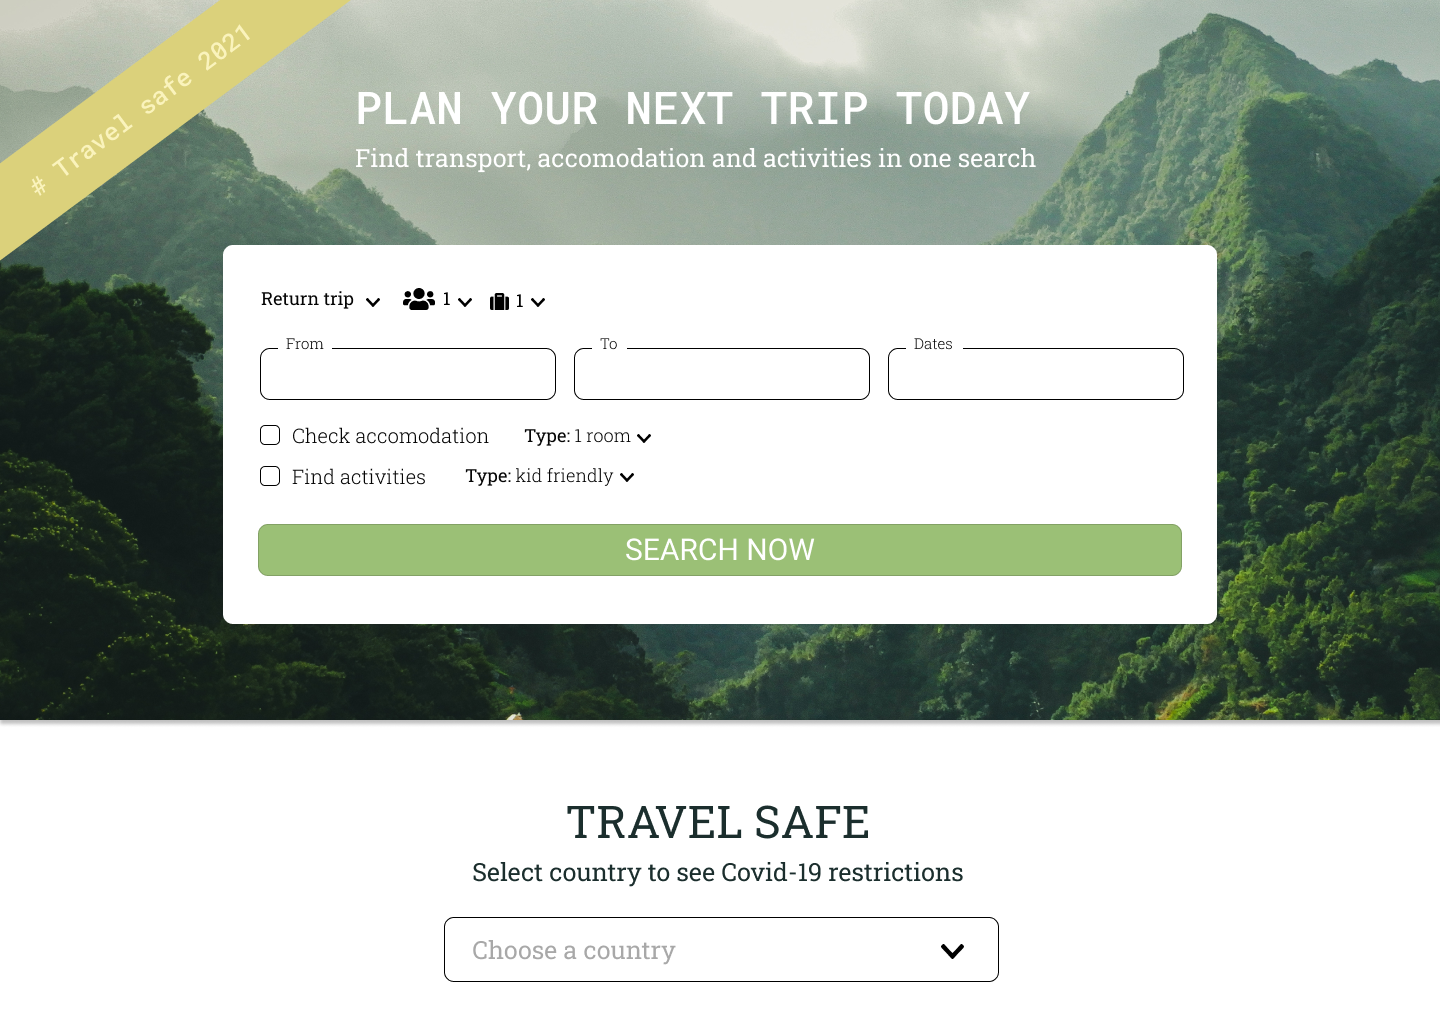 # Travel safe 2021
PLAN YOUR NEXT TRIP TODAY
Find transport, accomodation and activities in one search
Return trip 1 1
From To Dates
Check accomodation Type: 1 room
Find activities Type: kid friendly
SEARCH NOW
TRAVEL SAFE
Select country to see Covid-19 restrictions
Choose a country